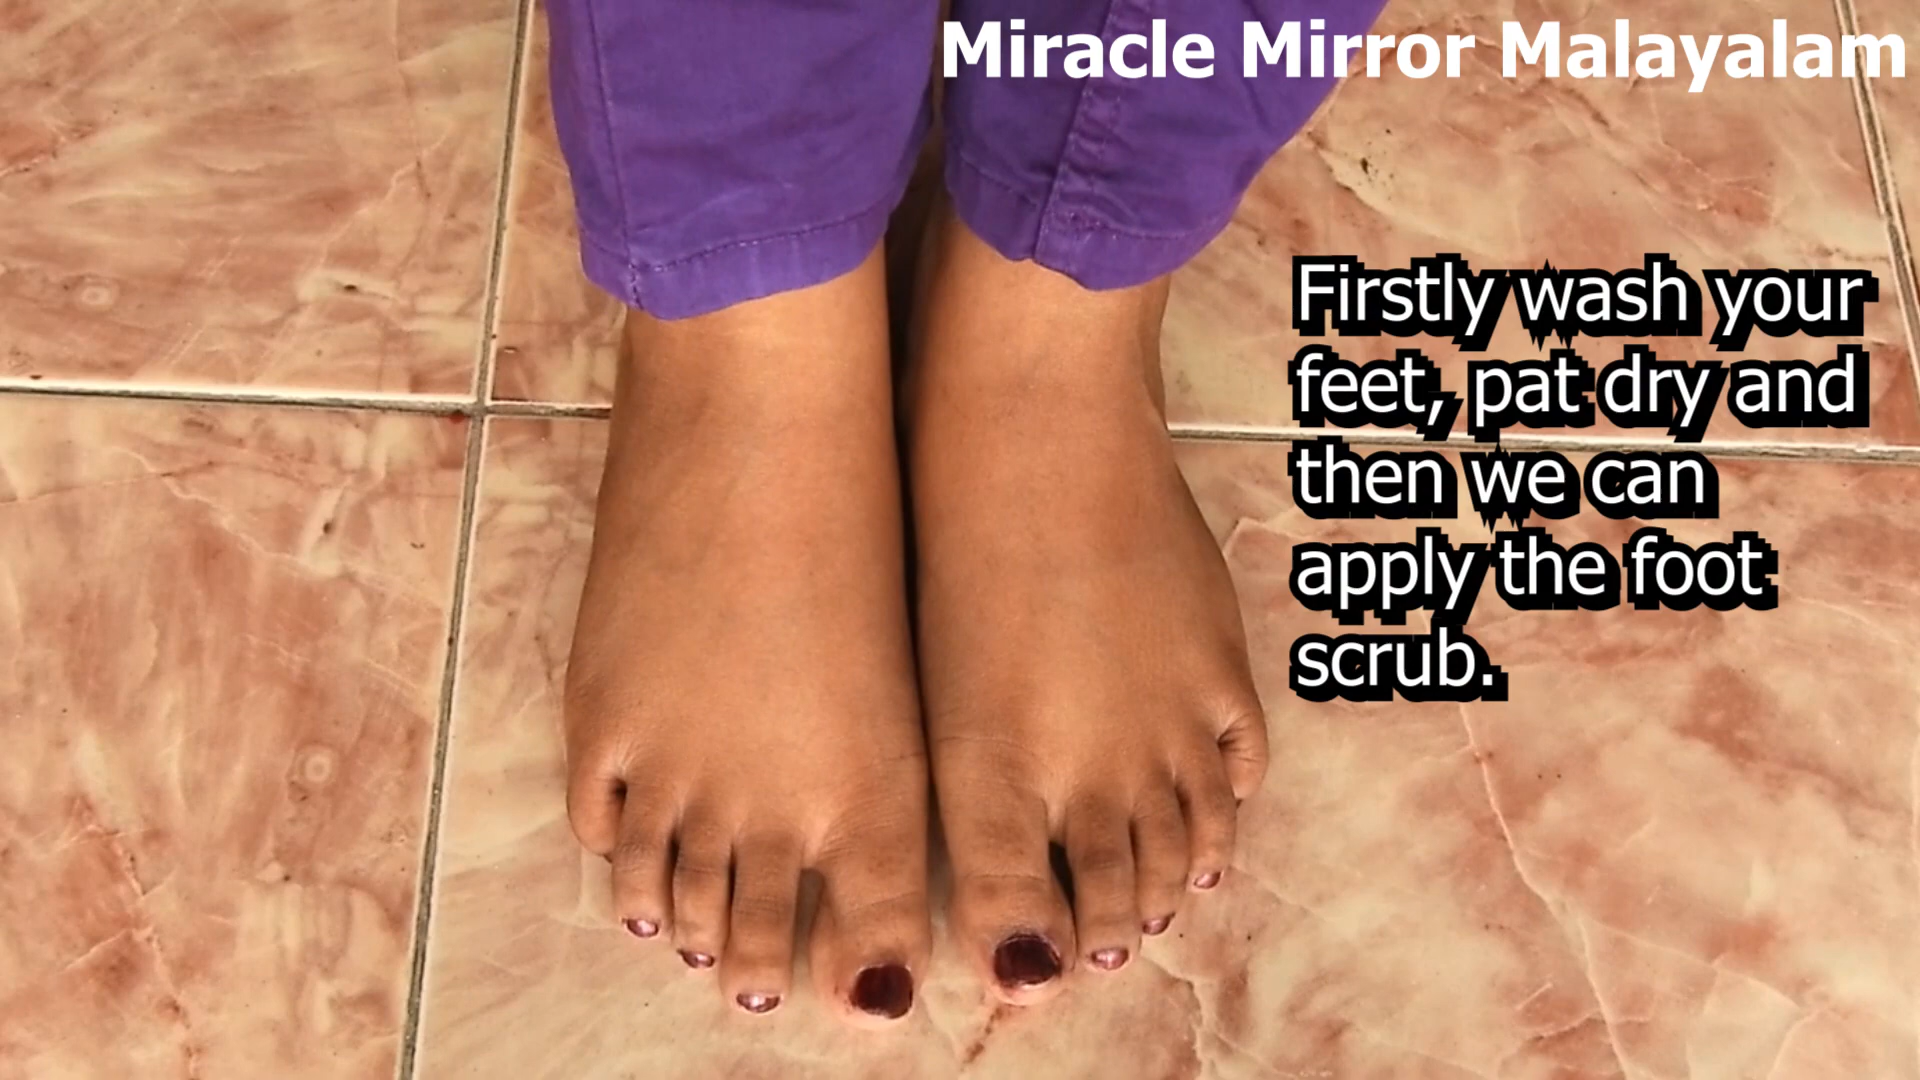 Miracle Mirror Malayalam
Firstly wash your
feet, pat dry and
then we can
apply the foot
scrub.